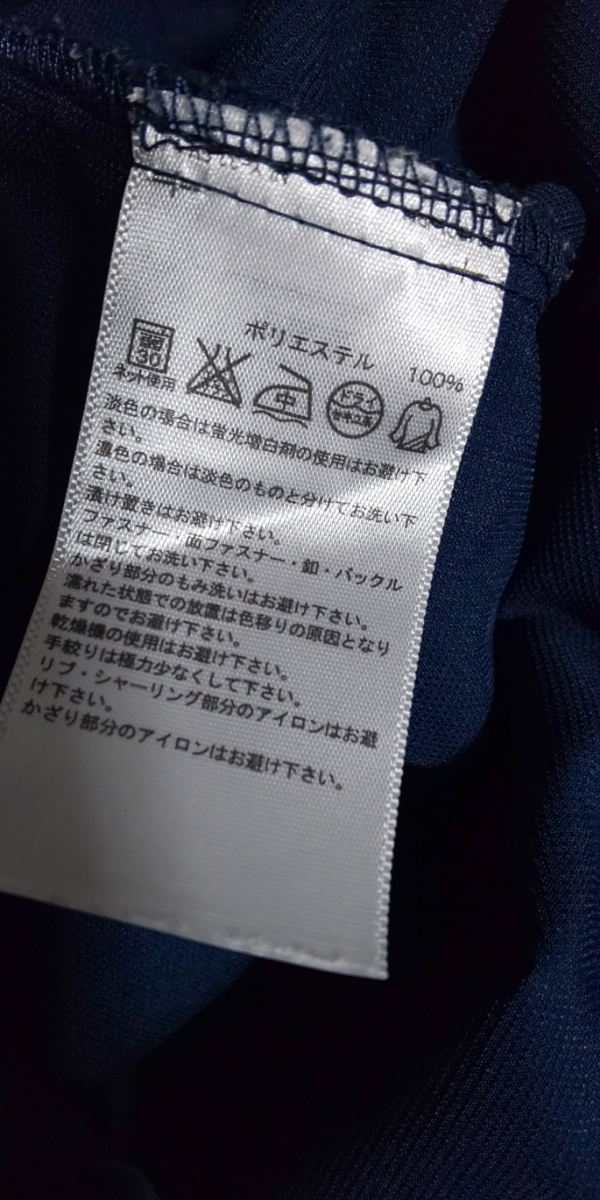 ポリエステル 100%
弱 30 中 ドライ
ネット使用
淡色の場合は蛍光増白剤の使用はお避け下
さい。
濃色の場合は淡色のものと分けてお洗い下
さい。
漬け置きはお避け下さい。
ファスナー・面ファスナー・釦・バックル
は閉じてお洗い下さい。
かざり部分のもみ洗いはお避け下さい。
濡れた状態での放置は色移りの原因となり
ますのでお避け下さい。
乾燥機の使用はお避け下さい。
手絞りは極力少なくして下さい。
リブ・シャーリング部分のアイロンはお避
け下さい。
かざり部分のアイロンはお避け下さい。